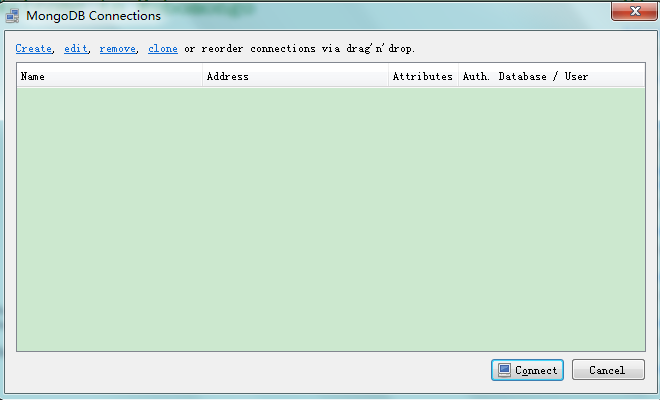 MongoDB Connections
Create, edit, remove, clone or reorder connections via drag'n'drop.
Name Address Attributes Auth. Database / User
Connect Cancel